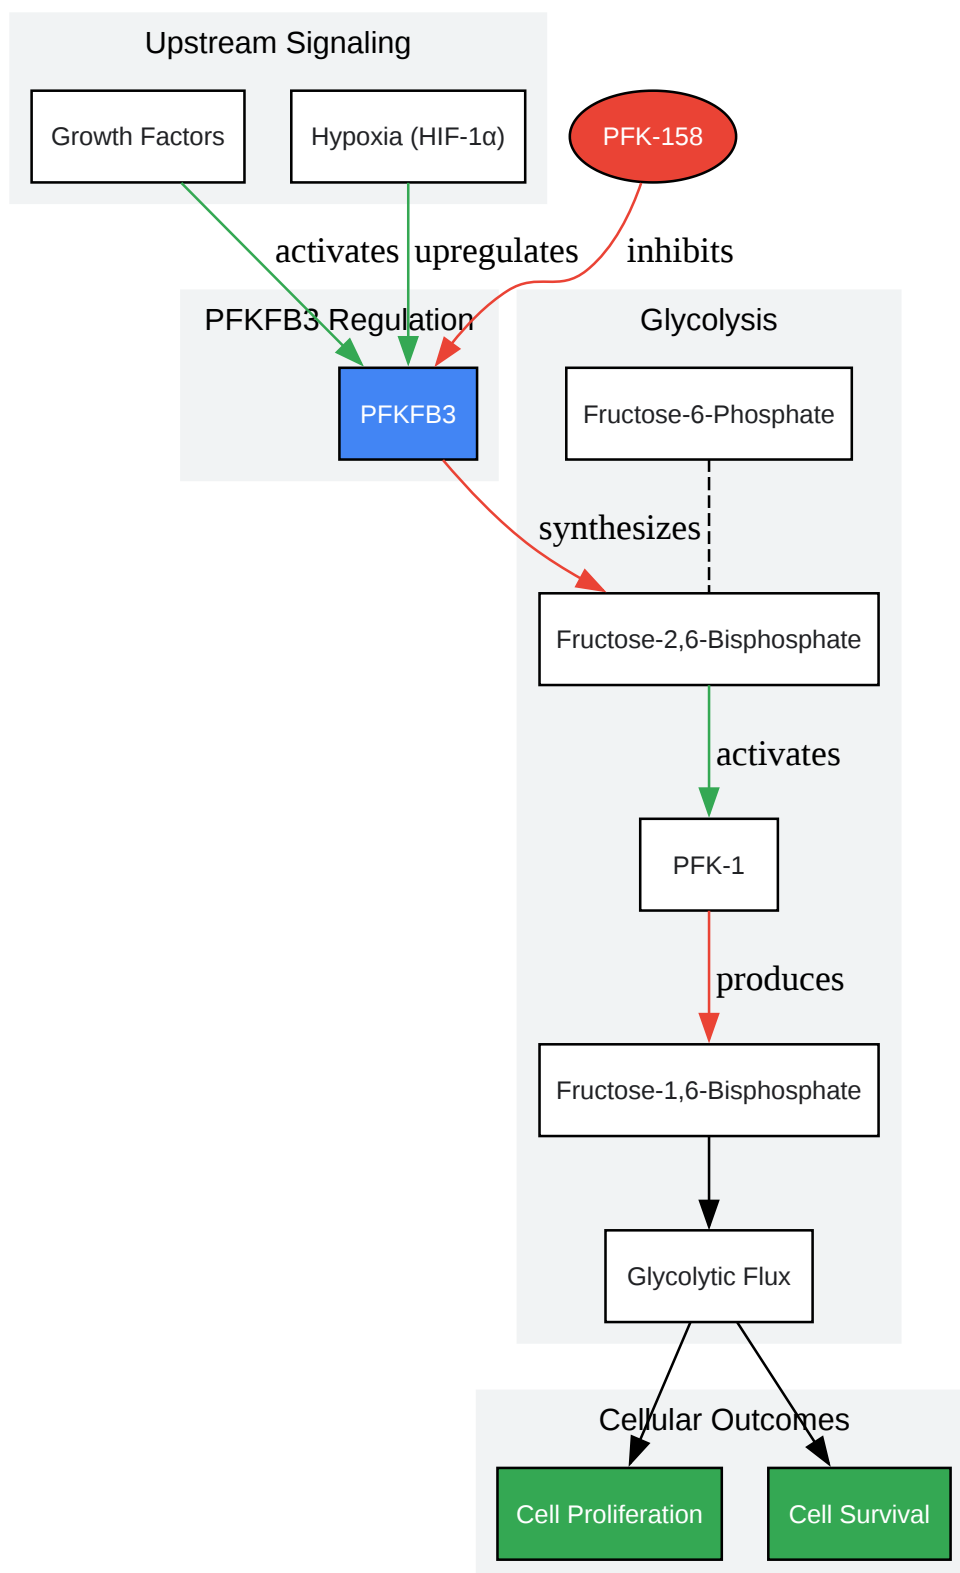 Upstream Signaling
Growth Factors
Hypoxia (HIF-1α)
PFK-158
activates
upregulates
inhibits
PFKFB3 Regulation
Glycolysis
PFKFB3
Fructose-6-Phosphate
synthesizes
Fructose-2,6-Bisphosphate
activates
PFK-1
produces
Fructose-1,6-Bisphosphate
Glycolytic Flux
Cellular Outcomes
Cell Proliferation
Cell Survival